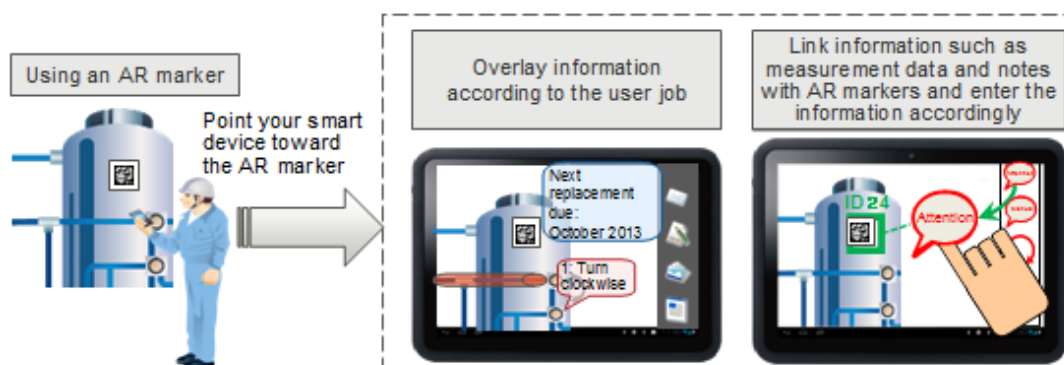 Using an AR marker
Point your smart
device toward
the AR marker
Overlay information
according to the user job
Next
replacement
due:
October 2013
1: Turn
clockwise
Link information such as
measurement data and notes
with AR markers and enter the
information accordingly
ID 24
Attention